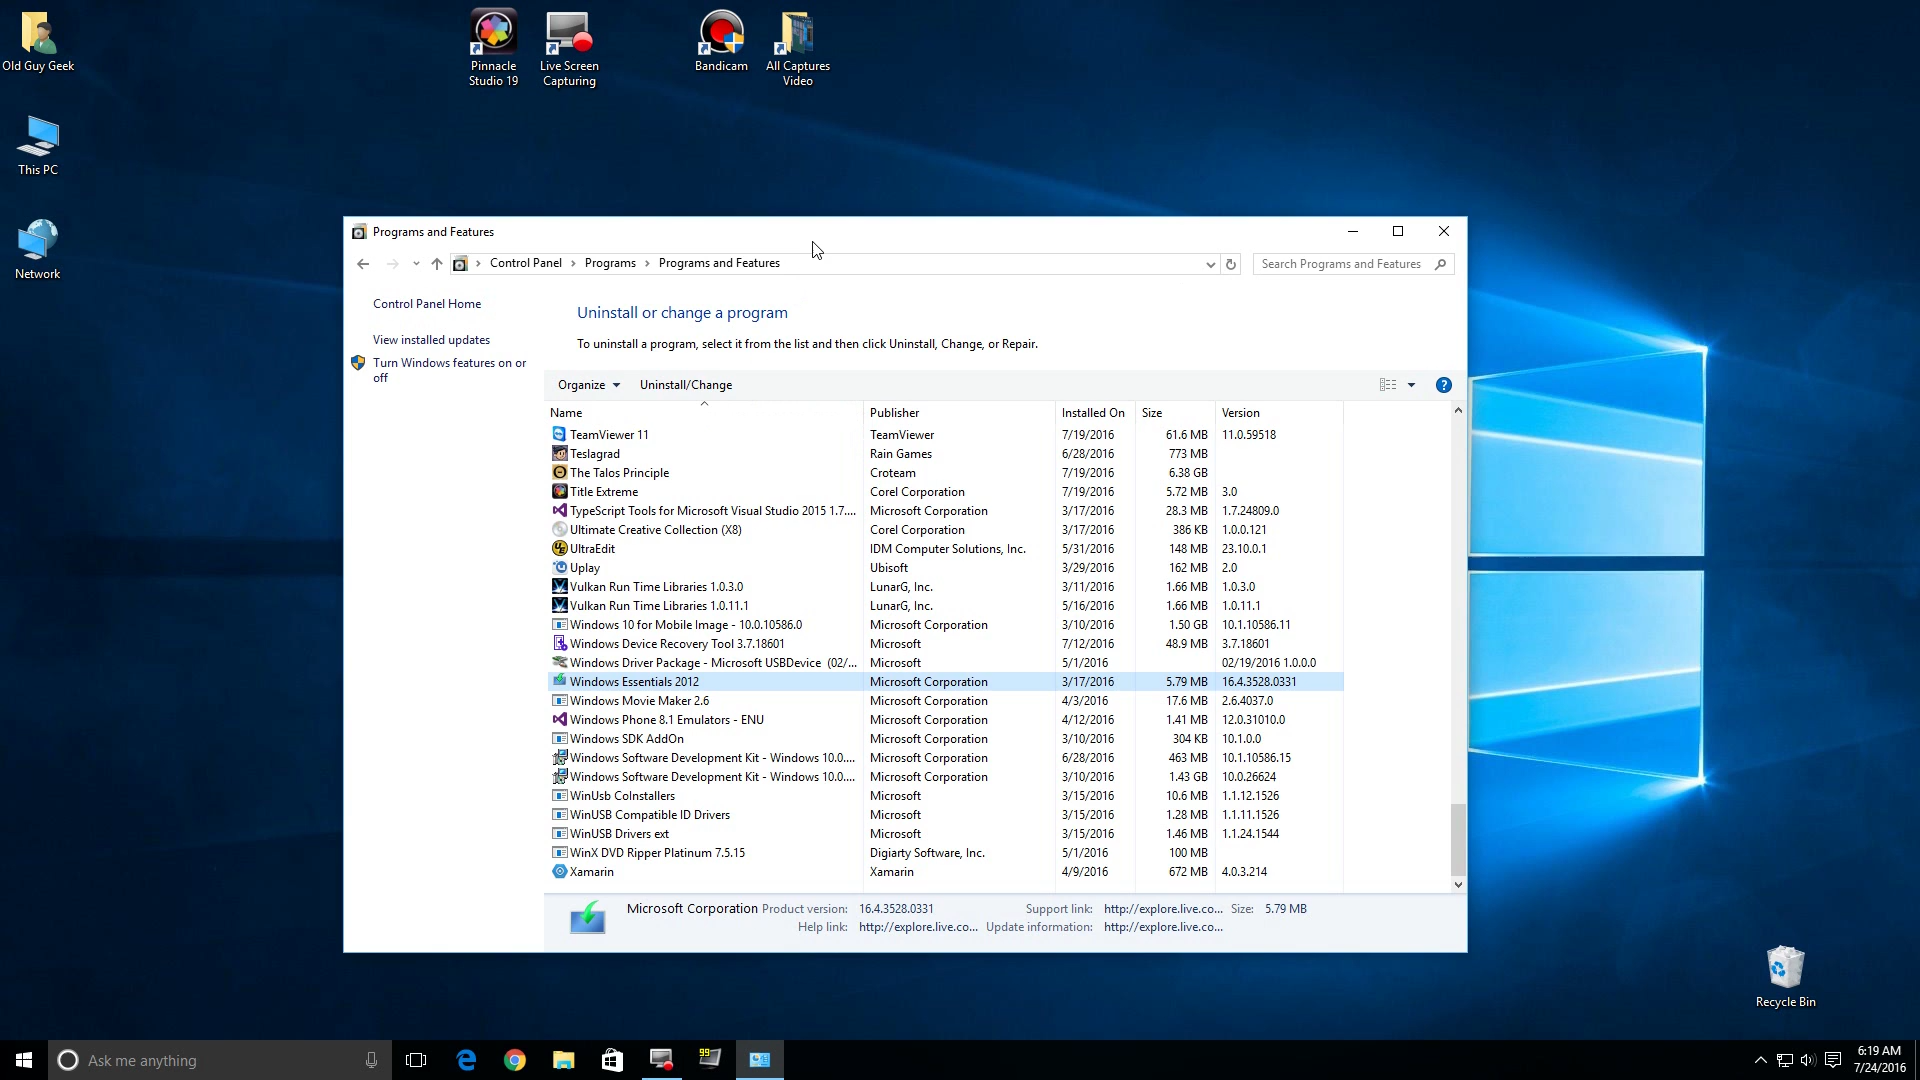 Old Guy Geek
Pinnacle
Studio 19
Live Screen
Capturing
Bandicam
All Captures
Video
This PC
Network
Programs and Features
Control Panel
Programs
Programs and Features
Search Programs and Features
Control Panel Home
View installed updates
Turn Windows features on or
off
Uninstall or change a program
To uninstall a program, select it from the list and then click Uninstall, Change, or Repair.
Organize Uninstall/Change ?
Name Publisher Installed On Size Version
TeamViewer 11 TeamViewer 7/19/2016 61.6 MB 11.0.59518
Teslagrad Rain Games 6/28/2016 773 MB
The Talos Principle Croteam 7/19/2016 6.38 GB
Title Extreme Corel Corporation 7/19/2016 5.72 MB 3.0
TypeScript Tools for Microsoft Visual Studio 2015 1.7.... Microsoft Corporation 3/17/2016 28.3 MB 1.7.24809.0
Ultimate Creative Collection (X8) Corel Corporation 3/17/2016 386 KB 1.0.0.121
UltraEdit IDM Computer Solutions, Inc. 5/31/2016 148 MB 23.10.0.1
Uplay Ubisoft 3/29/2016 162 MB 2.0
Vulkan Run Time Libraries 1.0.3.0 LunarG, Inc. 3/11/2016 1.66 MB 1.0.3.0
Vulkan Run Time Libraries 1.0.11.1 LunarG, Inc. 5/16/2016 1.66 MB 1.0.11.1
Windows 10 for Mobile Image - 10.0.10586.0 Microsoft Corporation 3/10/2016 1.50 GB 10.1.10586.11
Windows Device Recovery Tool 3.7.18601 Microsoft 7/12/2016 48.9 MB 3.7.18601
Windows Driver Package - Microsoft USBDevice (02/... Microsoft 5/1/2016 02/19/2016 1.0.0.0
Windows Essentials 2012 Microsoft Corporation 3/17/2016 5.79 MB 16.4.3528.0331
Windows Movie Maker 2.6 Microsoft Corporation 4/3/2016 17.6 MB 2.6.4037.0
Windows Phone 8.1 Emulators - ENU Microsoft Corporation 4/12/2016 1.41 MB 12.0.31010.0
Windows SDK AddOn Microsoft Corporation 3/10/2016 304 KB 10.1.0.0
Windows Software Development Kit - Windows 10.0.... Microsoft Corporation 6/28/2016 463 MB 10.1.10586.15
Windows Software Development Kit - Windows 10.0.... Microsoft Corporation 3/10/2016 1.43 GB 10.0.26624
WinUsb CoInstallers Microsoft 3/15/2016 10.6 MB 1.1.12.1526
WinUSB Compatible ID Drivers Microsoft 3/15/2016 1.28 MB 1.1.11.1526
WinUSB Drivers ext Microsoft 3/15/2016 1.46 MB 1.1.24.1544
WinX DVD Ripper Platinum 7.5.15 Digiarty Software, Inc. 5/1/2016 100 MB
Xamarin Xamarin 4/9/2016 672 MB 4.0.3.214
Microsoft Corporation Product version: 16.4.3528.0331 Support link: http://explore.live.co... Size: 5.79 MB
Help link: http://explore.live.co... Update information: http://explore.live.co...
Recycle Bin
Ask me anything
99
6:19 AM
7/24/2016